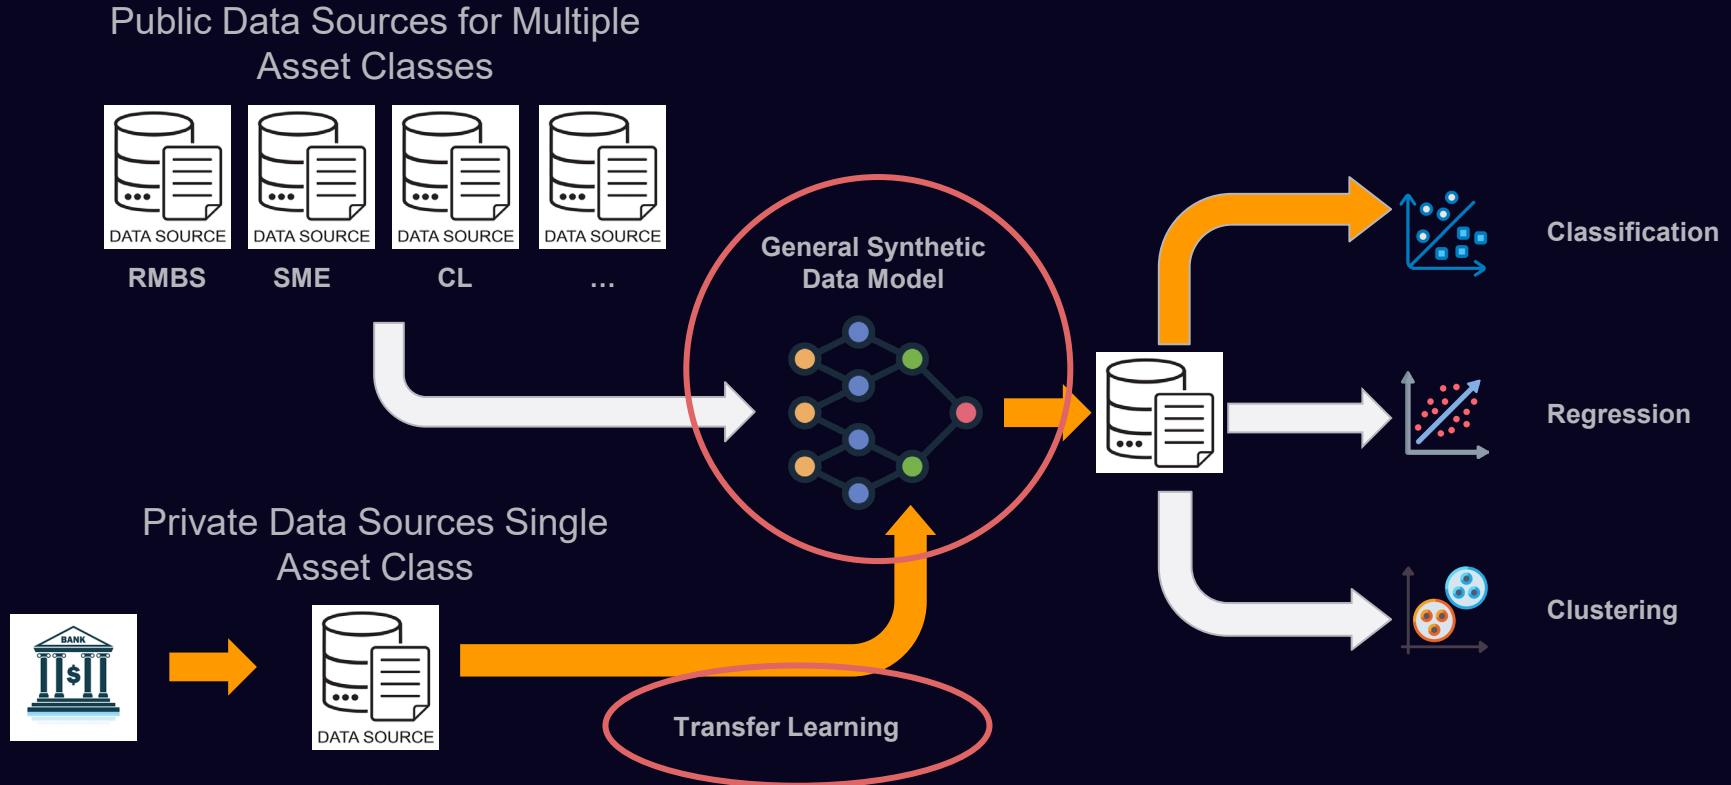 Public Data Sources for Multiple
Asset Classes
DATA SOURCE
DATA SOURCE
DATA SOURCE
DATA SOURCE
RMBS
SME
CL
...
General Synthetic
Data Model
Classification
Regression
Clustering
Private Data Sources Single
Asset Class
BANK
$
DATA SOURCE
Transfer Learning